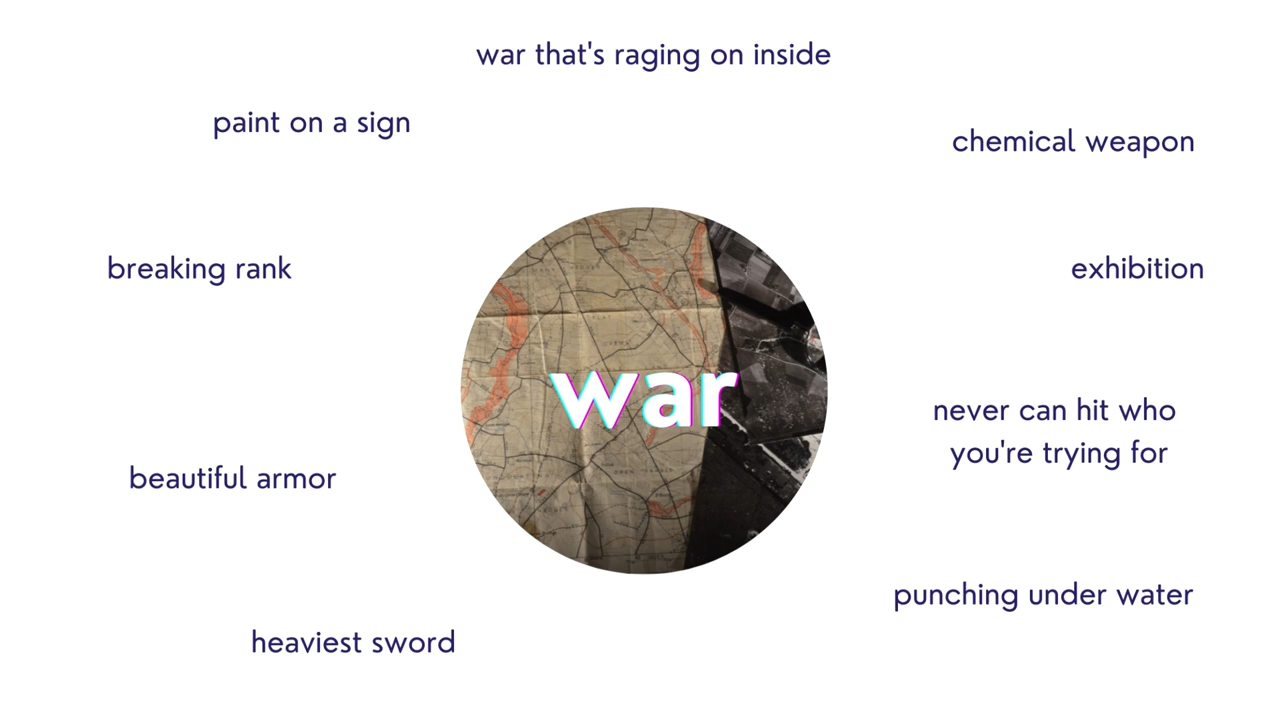 war that's raging on inside
paint on a sign
chemical weapon
breaking rank
exhibition
war
never can hit who
you're trying for
beautiful armor
punching under water
heaviest sword